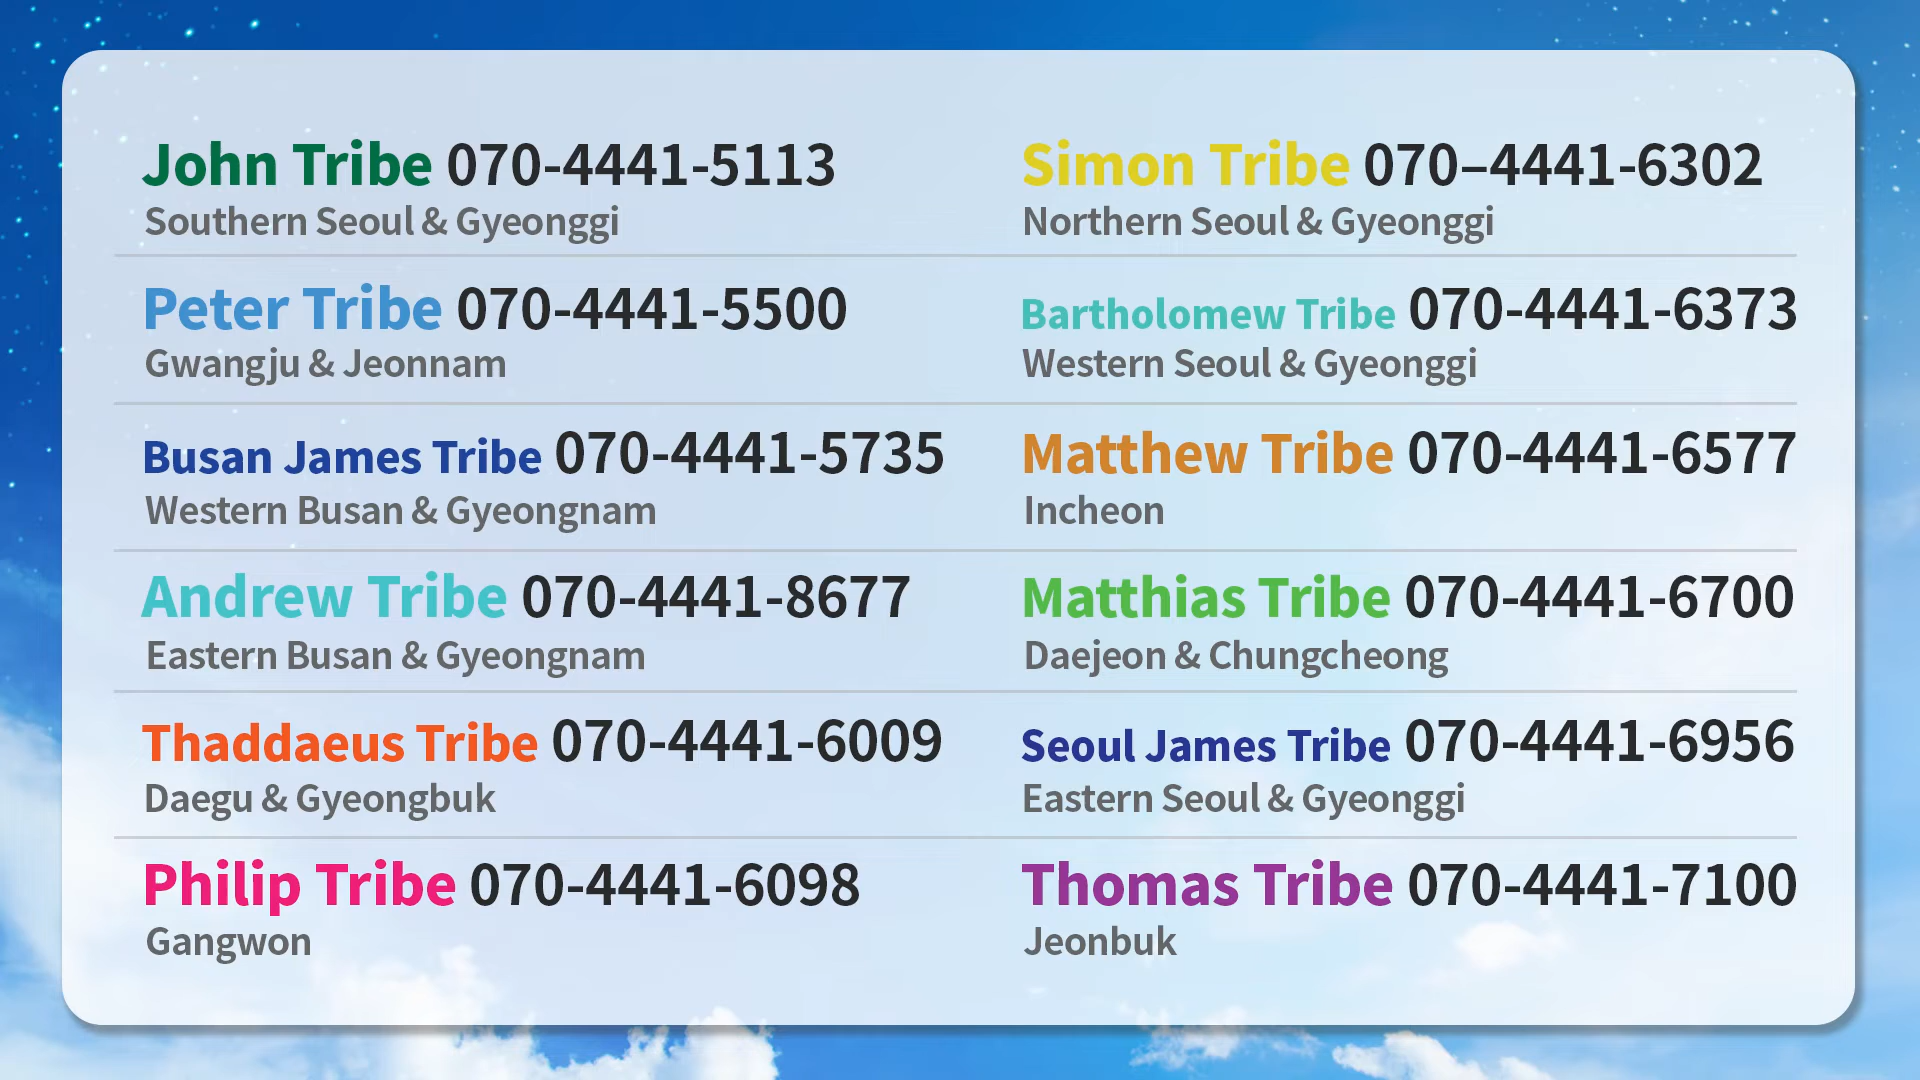 John Tribe 070-4441-5113
Southern Seoul & Gyeonggi
Simon Tribe 070–4441-6302
Northern Seoul & Gyeonggi
Peter Tribe 070-4441-5500
Gwangju & Jeonnam
Bartholomew Tribe 070-4441-6373
Western Seoul & Gyeonggi
Busan James Tribe 070-4441-5735
Western Busan & Gyeongnam
Matthew Tribe 070-4441-6577
Incheon
Andrew Tribe 070-4441-8677
Eastern Busan & Gyeongnam
Matthias Tribe 070-4441-6700
Daejeon & Chungcheong
Thaddaeus Tribe 070-4441-6009
Daegu & Gyeongbuk
Seoul James Tribe 070-4441-6956
Eastern Seoul & Gyeonggi
Philip Tribe 070-4441-6098
Gangwon
Thomas Tribe 070-4441-7100
Jeonbuk